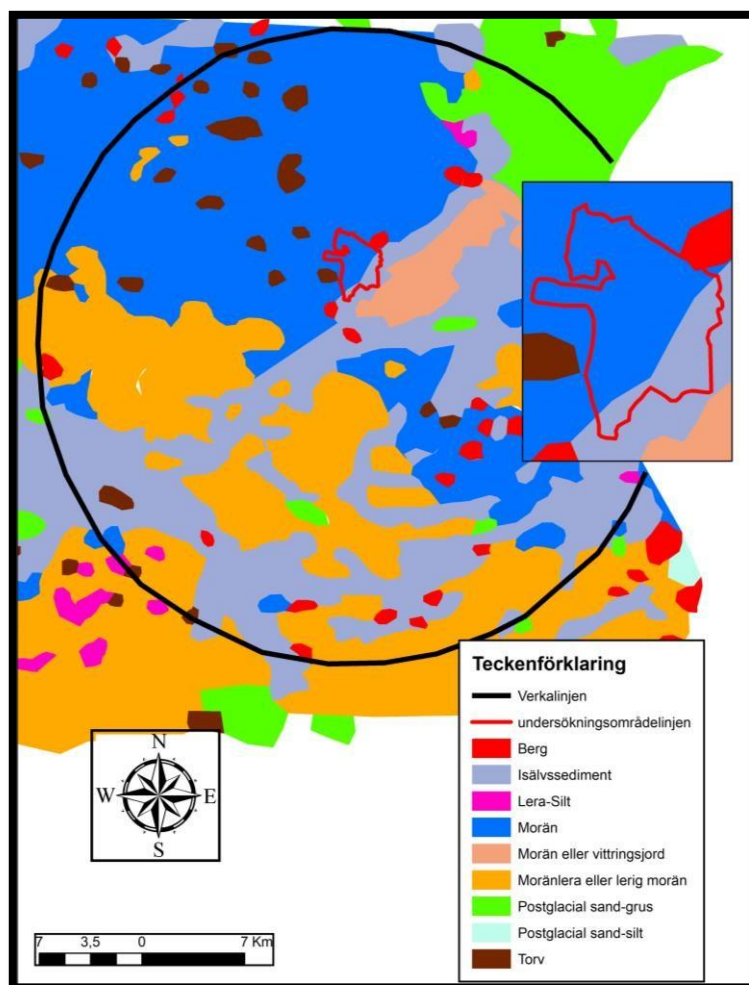 Teckenförklaring
Verkalinjen
undersökningsområdelinjen
Berg
Isälvssediment
Lera-Silt
Morän
Morän eller vittringsjord
Moränlera eller lerig morän
Postglacial sand-grus
Postglacial sand-silt
Torv
N
W E
S
7 3,5 0 7 Km